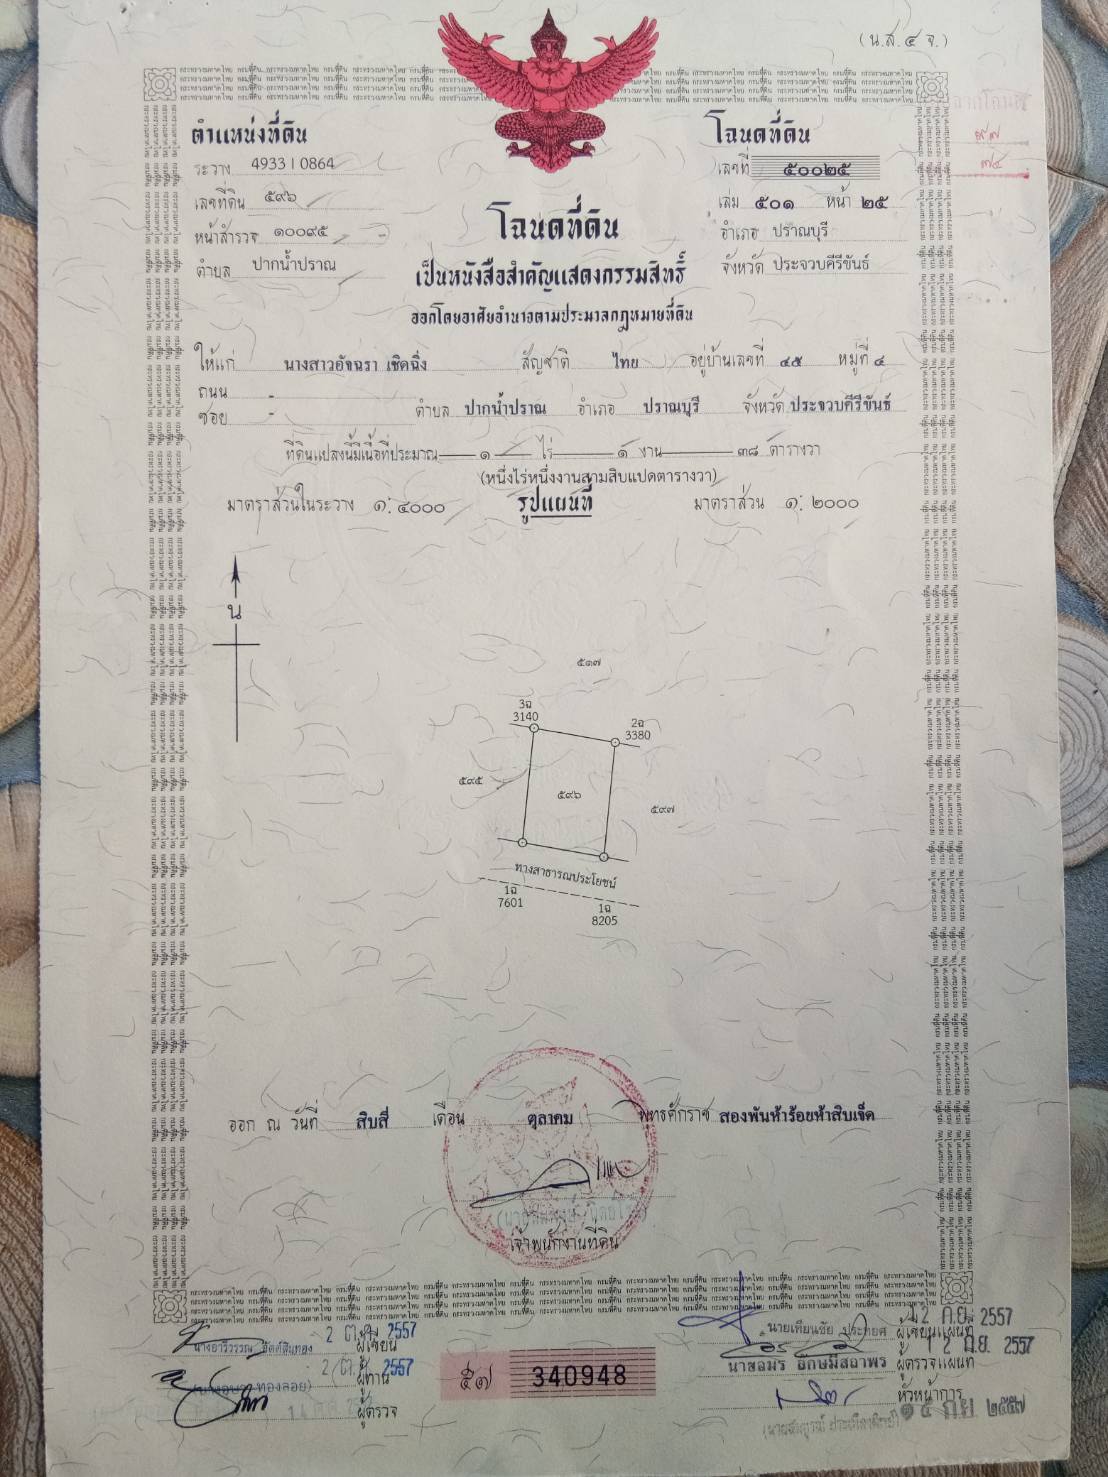 (น.ส. ๔ จ.)
ตำแหน่งที่ดิน
ระวาง 4933 I 0864
เลขที่ดิน ๕๙๖
หน้าสำรวจ ๑๐๐๙๕
ตำบล ปากน้ำปราณ
โฉนดที่ดิน
เลขที่ ๕๐๐๒๕
เล่ม ๕๐๑ หน้า ๒๕
อำเภอ ปราณบุรี
จังหวัด ประจวบคีรีขันธ์
โฉนดที่ดิน
เป็นหนังสือสำคัญแสดงกรรมสิทธิ์
ออกโดยอาศัยอำนาจตามประมวลกฎหมายที่ดิน
ให้แก่ นางสาวอัจฉรา เชิดฉิ่ง สัญชาติ ไทย อยู่บ้านเลขที่ ๔๕ หมู่ที่ ๔
ถนน -
ซอย - ตำบล ปากน้ำปราณ อำเภอ ปราณบุรี จังหวัด ประจวบคีรีขันธ์
ที่ดินแปลงนี้มีเนื้อที่ประมาณ ๑ ไร่ ๑ งาน ๓๘ ตารางวา
(หนึ่งไร่หนึ่งงานสามสิบแปดตารางวา)
มาตราส่วนในระวาง ๑:๔๐๐๐ รูปแผนที่ มาตราส่วน ๑:๒๐๐๐
น
๕๑๗
3ฉ
3140
2ฉ
3380
๕๙๕
๕๙๖
๕๙๗
ทางสาธารณประโยชน์
1ฉ
7601
1ฉ
8205
ออก ณ วันที่ สิบสี่ เดือน ตุลาคม พุทธศักราช สองพันห้าร้อยห้าสิบเจ็ด
เจ้าพนักงานที่ดิน
2 ต.ค. 2557
ผู้เขียน
2 ต.ค. 2557
ผู้ทาน
ผู้ตรวจ
๕๗ 340948
12 ก.ย. 2557
นายเทียนชัย ประทยศ ผู้เขียนแผนที่
12 ก.ย. 2557
ผู้ตรวจแผนที่
หัวหน้าการ
๑๕ ก.ย. ๒๕๕๗